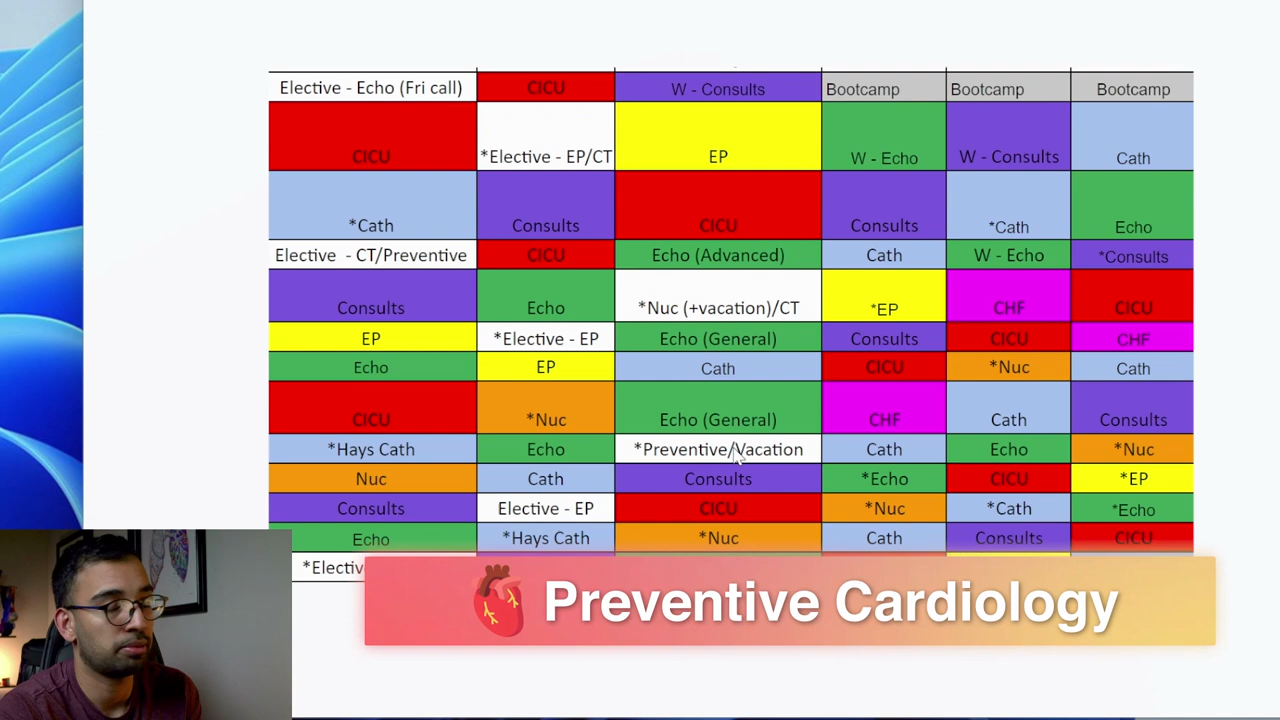 Elective - Echo (Fri call) CICU W - Consults Bootcamp Bootcamp Bootcamp
CICU *Elective - EP/CT EP W - Echo W - Consults Cath
*Cath Consults CICU Consults *Cath Echo
Elective - CT/Preventive CICU Echo (Advanced) Cath W - Echo *Consults
Consults Echo *Nuc (+vacation)/CT *EP CHF CICU
EP *Elective - EP Echo (General) Consults CICU CHF
Echo EP Cath CICU *Nuc Cath
CICU *Nuc Echo (General) CHF Cath Consults
*Hays Cath Echo *Preventive/Vacation Cath Echo *Nuc
Nuc Cath Consults *Echo CICU *EP
Consults Elective - EP CICU *Nuc *Cath *Echo
Echo *Hays Cath *Nuc Cath Consults CICU
Preventive Cardiology